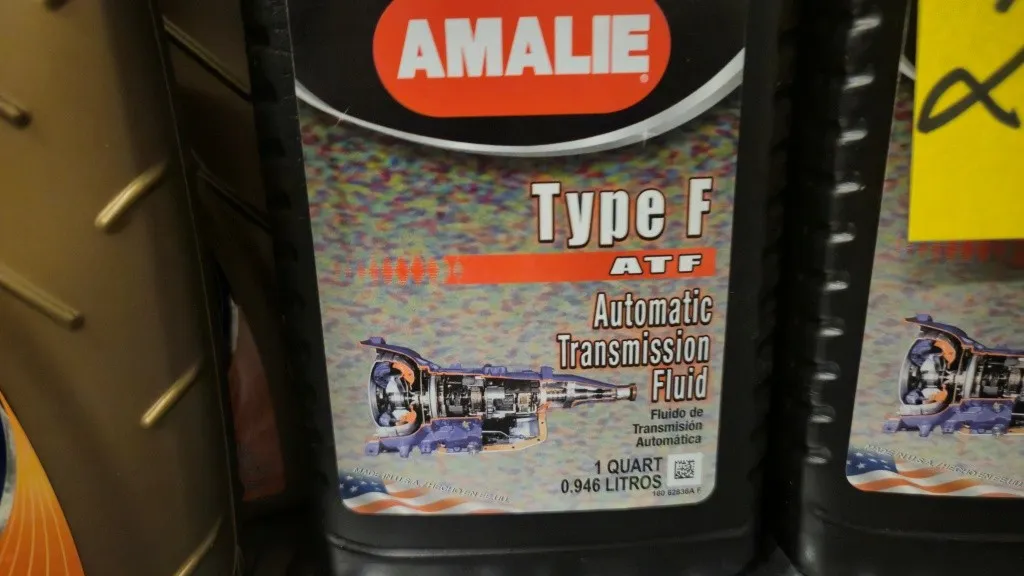 AMALIE
Type F
ATF
Automatic
Transmission
Fluid
Fluido de
Transmisión
Automática
1 QUART
0.946 LITROS